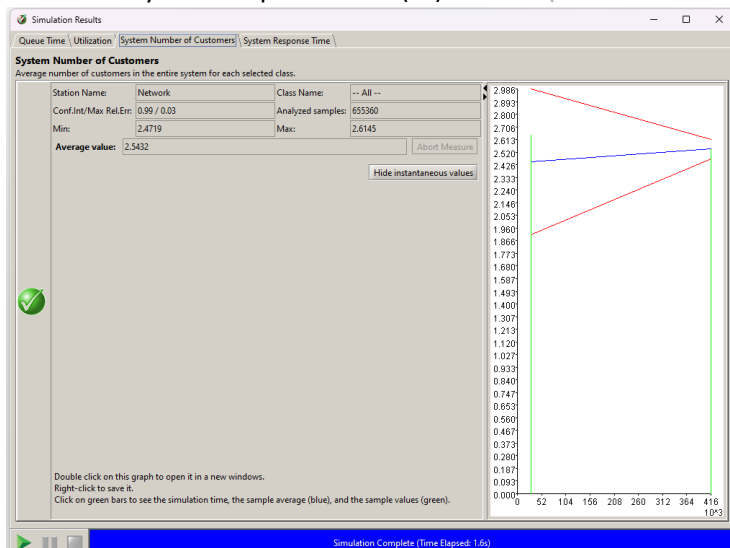 Simulation Results
Queue Time Utilization System Number of Customers System Response Time
System Number of Customers
Average number of customers in the entire system for each selected class.
Station Name: Network Class Name: -- All --
Conf.Int/Max Rel.Err: 0.99 / 0.03 Analyzed samples: 655360
Min: 2.4719 Max: 2.6145
Average value: 2.5432 Abort Measure
Hide instantaneous values
2.986
2.893
2.800
2.706
2.613
2.520
2.426
2.333
2.240
2.146
2.053
1.960
1.866
1.773
1.680
1.587
1.493
1.400
1.307
1.213
1.120
1.027
0.933
0.840
0.747
0.653
0.560
0.467
0.373
0.280
0.187
0.093
0.000
0 52 104 156 208 260 312 364 416
10^3
Double click on this graph to open it in a new windows.
Right-click to save it.
Click on green bars to see the simulation time, the sample average (blue), and the sample values (green).
Simulation Complete (Time Elapsed: 1.6s)